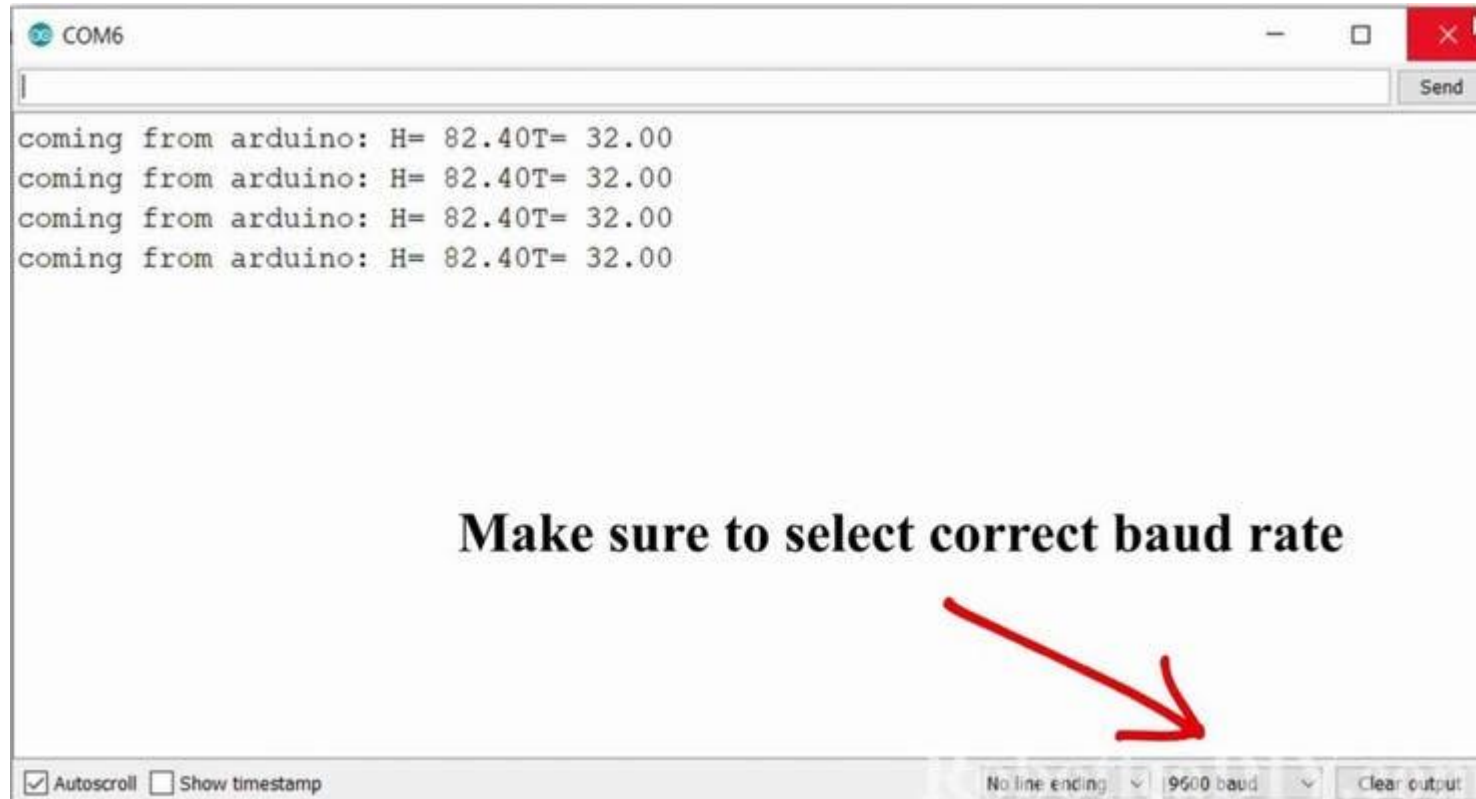 COM6
Send
coming from arduino: H= 82.40T= 32.00
coming from arduino: H= 82.40T= 32.00
coming from arduino: H= 82.40T= 32.00
coming from arduino: H= 82.40T= 32.00
Make sure to select correct baud rate
Autoscroll Show timestamp No line ending 9600 baud Clear output